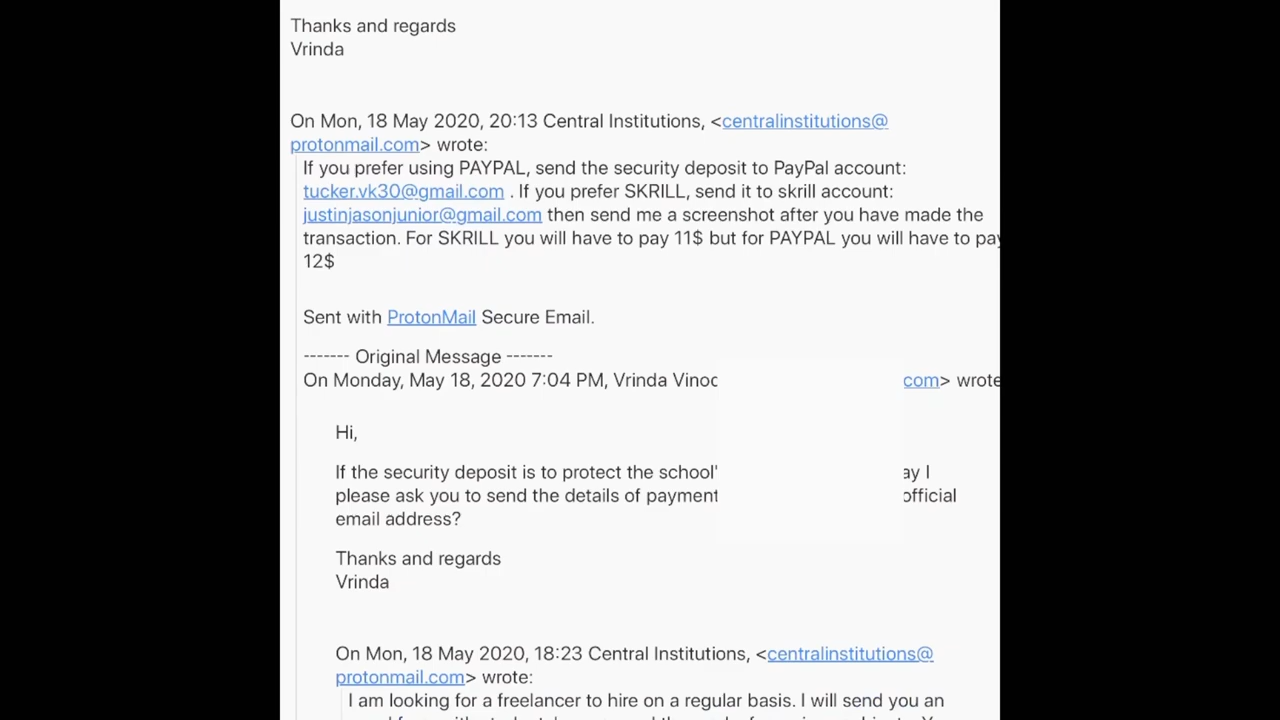 Thanks and regards
Vrinda
On Mon, 18 May 2020, 20:13 Central Institutions, <centralinstitutions@
protonmail.com> wrote:
If you prefer using PAYPAL, send the security deposit to PayPal account:
tucker.vk30@gmail.com . If you prefer SKRILL, send it to skrill account:
justinjasonjunior@gmail.com then send me a screenshot after you have made the
transaction. For SKRILL you will have to pay 11$ but for PAYPAL you will have to pay
12$
Sent with ProtonMail Secure Email.
------- Original Message -------
On Monday, May 18, 2020 7:04 PM, Vrinda com> wrote
Hi,
If the security deposit is to protect the school' I
please ask you to send the details of payment official
email address?
Thanks and regards
Vrinda
On Mon, 18 May 2020, 18:23 Central Institutions, <centralinstitutions@
protonmail.com> wrote:
I am looking for a freelancer to hire on a regular basis. I will send you an